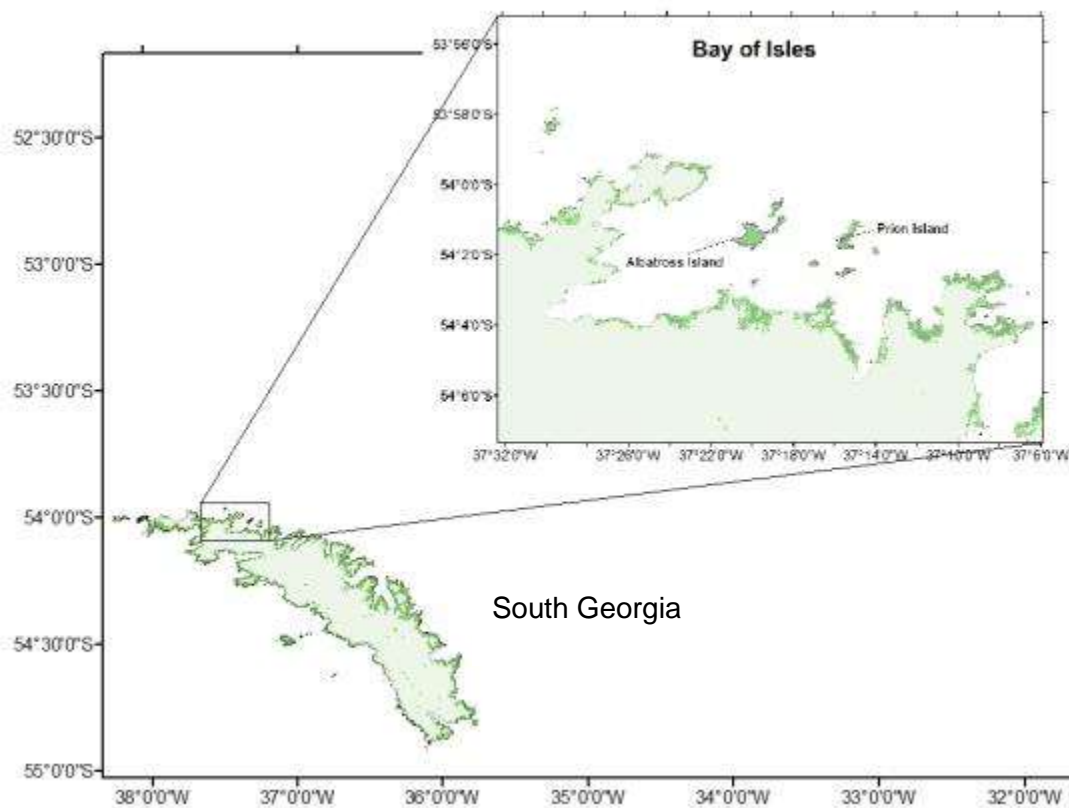 Bay of Isles
53°56'0"S
53°58'0"S
54°0'0"S
54°2'0"S
54°4'0"S
54°6'0"S
Prion Island
Albatross Island
37°32'0"W 37°26'0"W 37°22'0"W 37°18'0"W 37°14'0"W 37°10'0"W 37°6'0"W
52°30'0"S
53°0'0"S
53°30'0"S
54°0'0"S
54°30'0"S
55°0'0"S
South Georgia
38°0'0"W 37°0'0"W 36°0'0"W 35°0'0"W 34°0'0"W 33°0'0"W 32°0'0"W